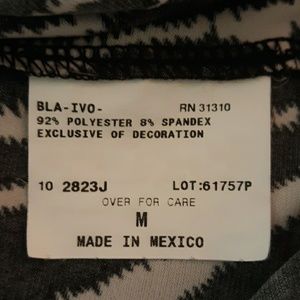 BLA-IVO- RN 31310
92% POLYESTER 8% SPANDEX
EXCLUSIVE OF DECORATION
10 2823J LOT:61757P
OVER FOR CARE
M
MADE IN MEXICO